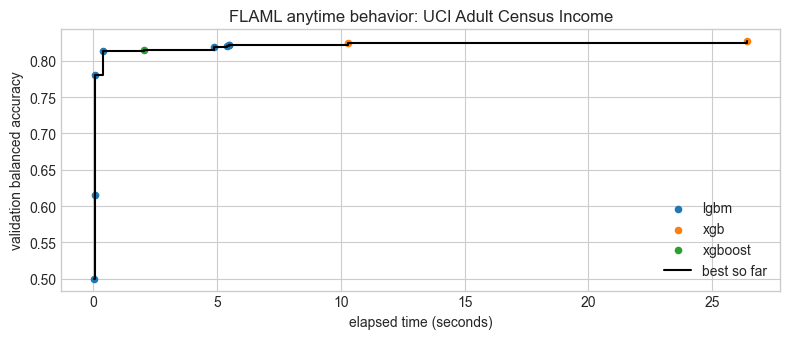 FLAML anytime behavior: UCI Adult Census Income
validation balanced accuracy
0.80
0.75
0.70
0.65
0.60
0.55
0.50
lgbm
xgb
xgboost
best so far
0 5 10 15 20 25
elapsed time (seconds)